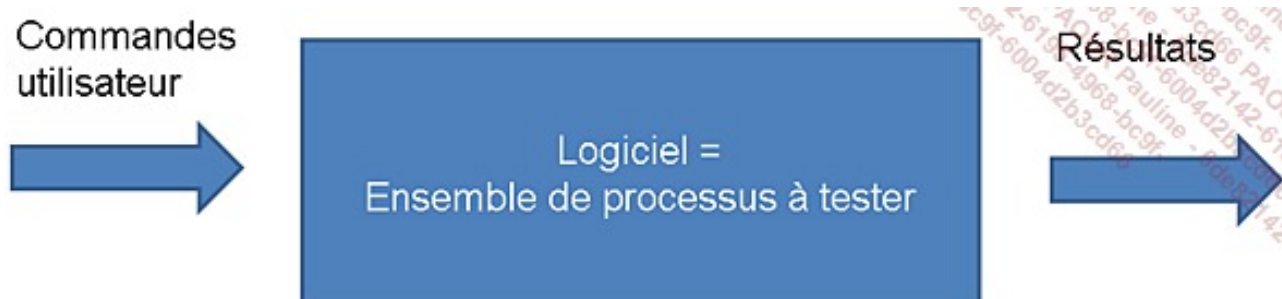 Commandes
utilisateur
Logiciel =
Ensemble de processus à tester
Résultats